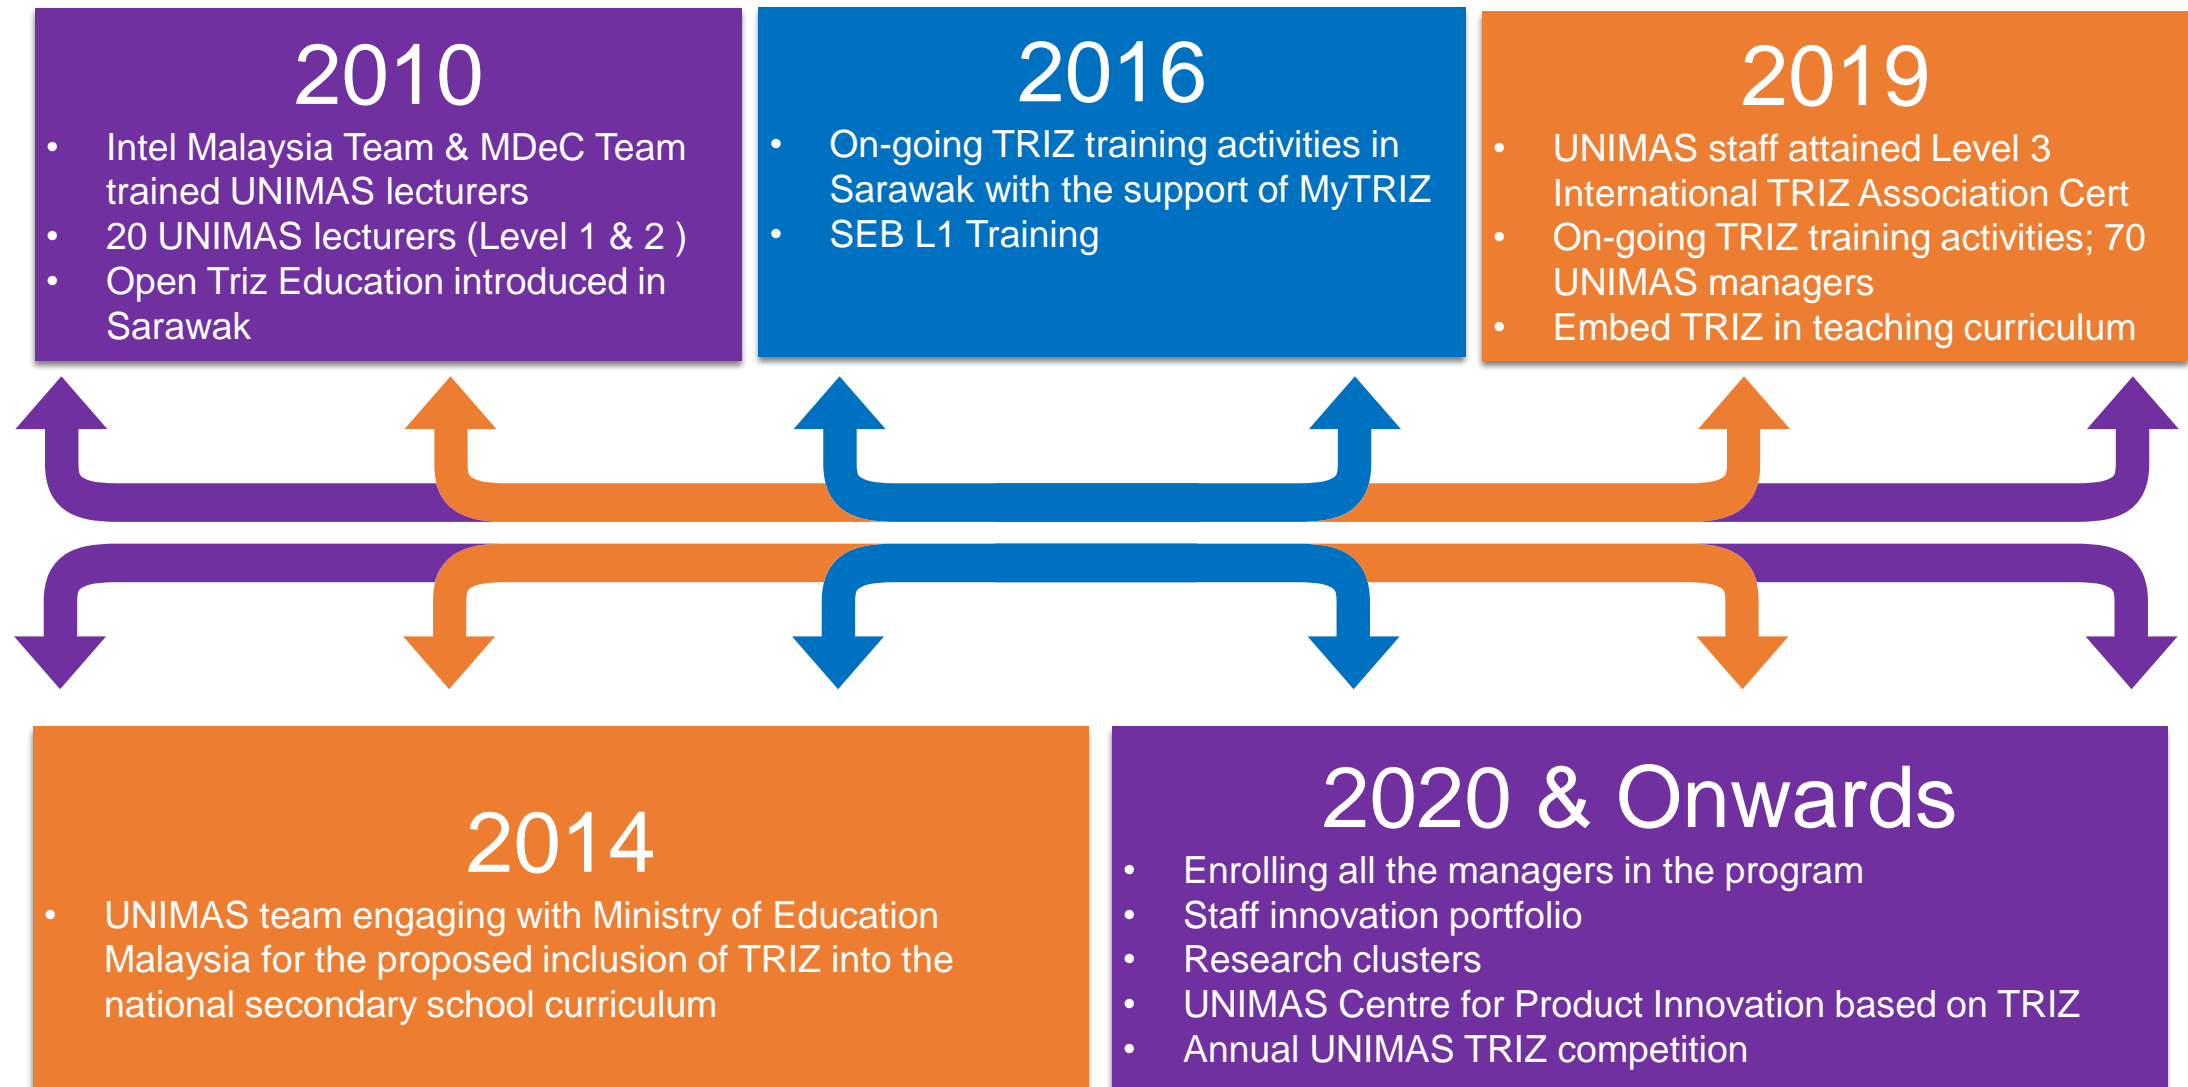 2010
• Intel Malaysia Team & MDeC Team
trained UNIMAS lecturers
• 20 UNIMAS lecturers (Level 1 & 2 )
• Open Triz Education introduced in
Sarawak
2016
• On-going TRIZ training activities in
Sarawak with the support of MyTRIZ
• SEB L1 Training
2019
• UNIMAS staff attained Level 3
International TRIZ Association Cert
• On-going TRIZ training activities; 70
UNIMAS managers
• Embed TRIZ in teaching curriculum
2014
• UNIMAS team engaging with Ministry of Education
Malaysia for the proposed inclusion of TRIZ into the
national secondary school curriculum
2020 & Onwards
• Enrolling all the managers in the program
• Staff innovation portfolio
• Research clusters
• UNIMAS Centre for Product Innovation based on TRIZ
• Annual UNIMAS TRIZ competition